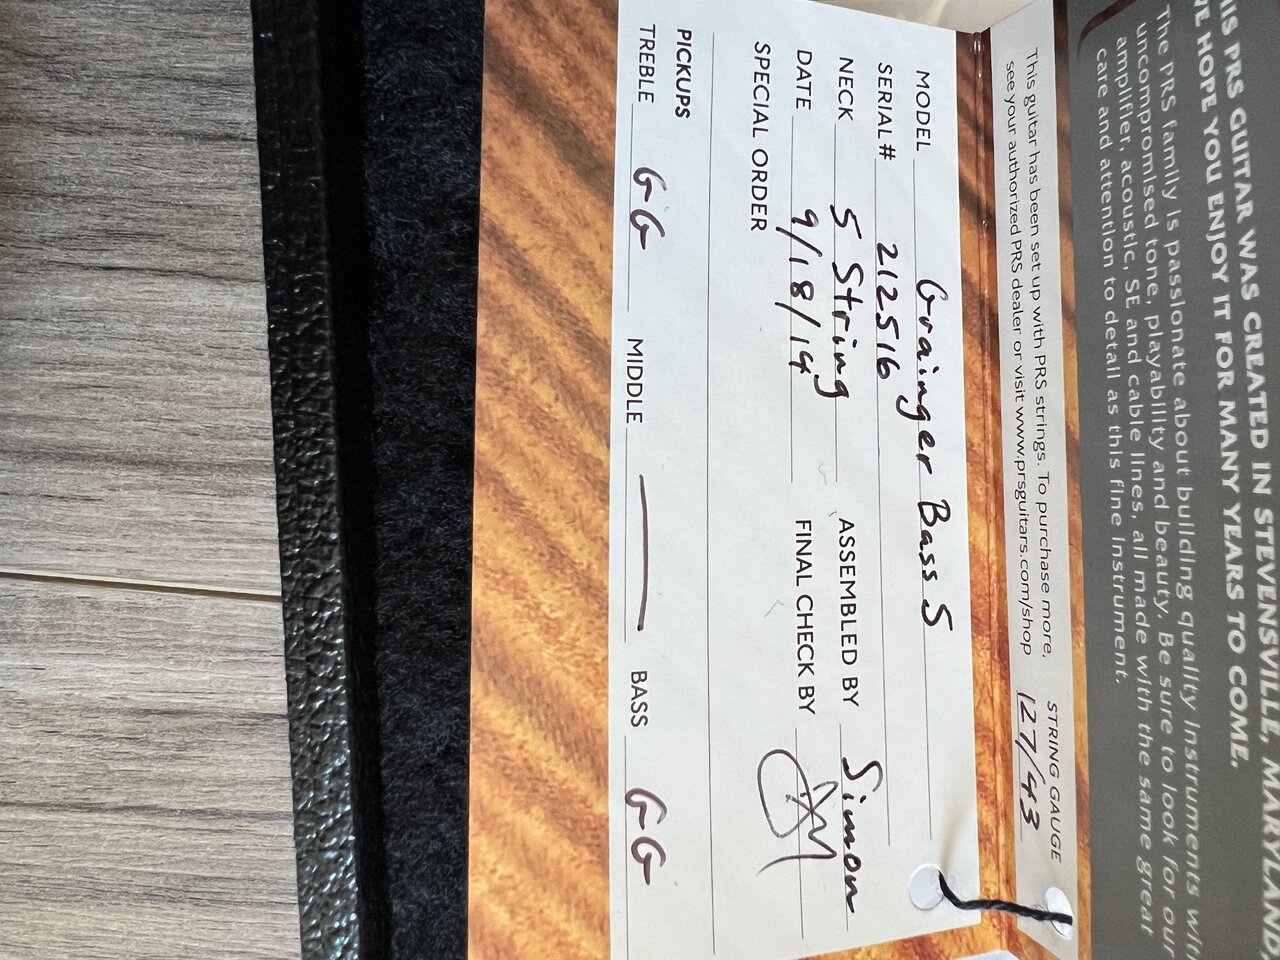 HIS PRS GUITAR WAS CREATED IN STEVENSVILLE, MARYLAND
WE HOPE YOU ENJOY IT FOR MANY YEARS TO COME.
The PRS family is passionate about building quality instruments with
uncompromised tone, playability and beauty. Be sure to look for our
amplifier, acoustic, SE, and cable lines, all made with the same great
care and attention to detail as this fine instrument.
This guitar has been set up with PRS strings. To purchase more,
see your authorized PRS dealer or visit www.prsguitars.com/shop
STRING GAUGE
127/43
MODEL Grainger Bass 5
SERIAL # 212516
NECK 5 String ASSEMBLED BY Simon
DATE 9/18/14 FINAL CHECK BY
SPECIAL ORDER
PICKUPS
TREBLE GG MIDDLE — BASS GG